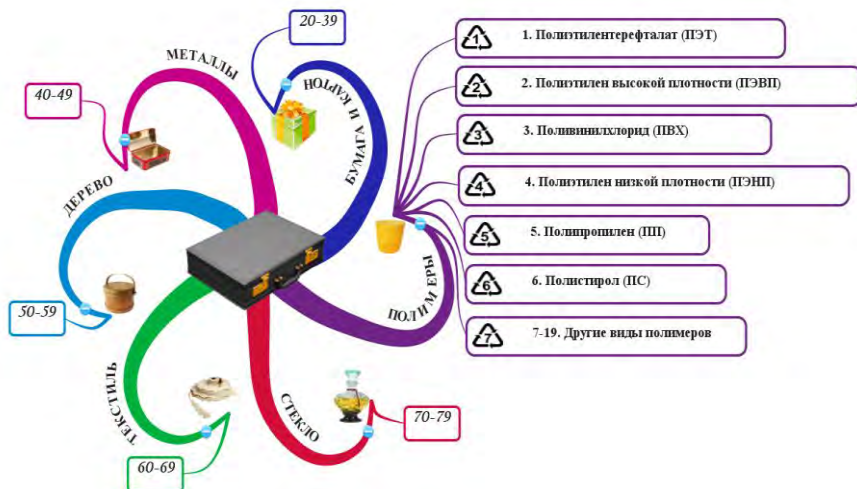 20-39
БУМАГА И КАРТОН
МЕТАЛЛЫ
40-49
ДЕРЕВО
50-59
ТЕКСТИЛЬ
60-69
СТЕКЛО
70-79
ПОЛИМЕРЫ
1
1. Полиэтилентерефталат (ПЭТ)
2
2. Полиэтилен высокой плотности (ПЭВП)
3
3. Поливинилхлорид (ПВХ)
4
4. Полиэтилен низкой плотности (ПЭНП)
5
5. Полипропилен (ПП)
6
6. Полистирол (ПС)
7
7-19. Другие виды полимеров